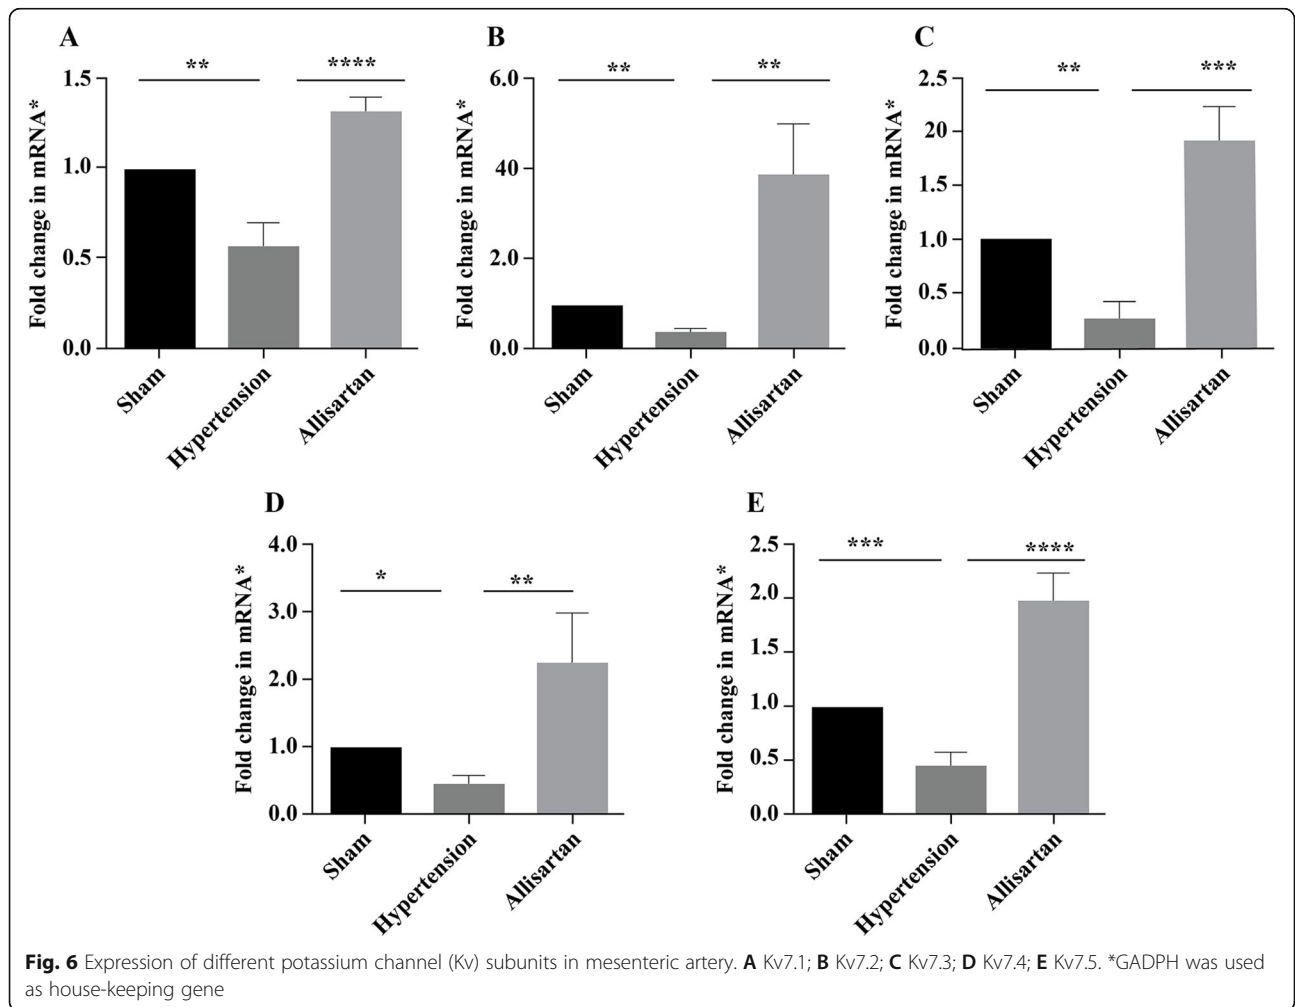 A
** ****
Fold change in mRNA*
1.5
1.0
0.5
0.0
Sham
Hypertension
Allisartan
B
** **
Fold change in mRNA*
6.0
40
2.0
0.0
Sham
Hypertension
Allisartan
C
** ***
Fold change in mRNA*
2.5
20
1.5
1.0
0.5
0.0
Sham
Hypertension
Allisartan
D
* **
Fold change in mRNA*
4.0
3.0
2.0
1.0
0.0
Sham
Hypertension
Allisartan
E
*** ****
Fold change in mRNA*
2.5
2.0
1.5
1.0
0.5
0.0
Sham
Hypertension
Allisartan
Fig. 6 Expression of different potassium channel (Kv) subunits in mesenteric artery. A Kv7.1; B Kv7.2; C Kv7.3; D Kv7.4; E Kv7.5. *GADPH was used
as house-keeping gene